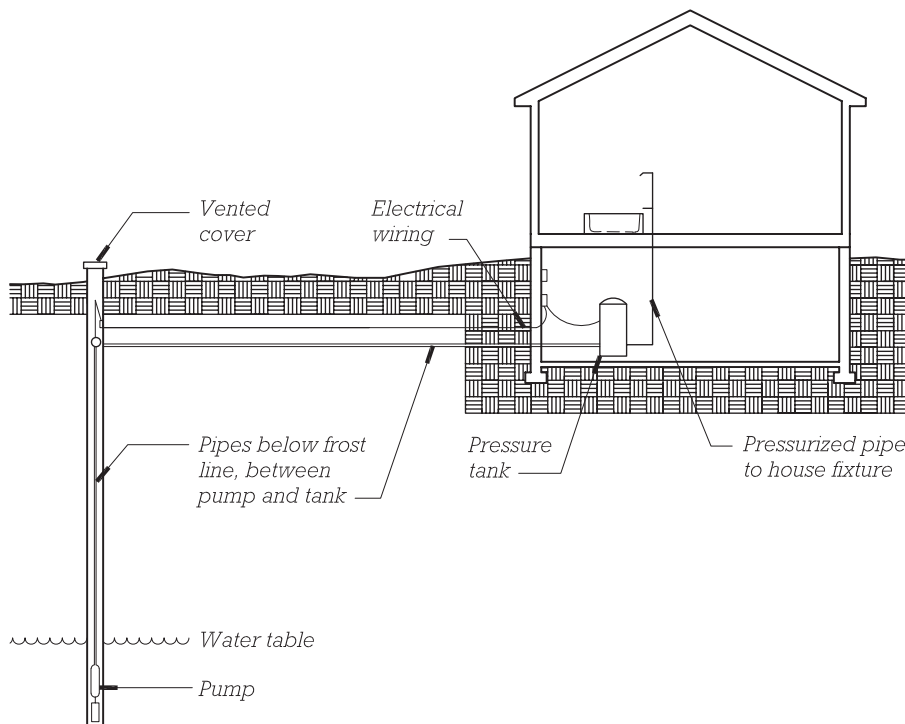 Vented
cover
Electrical
wiring
Pipes below frost
line, between
pump and tank
Pressure
tank
Pressurized pipe
to house fixture
Water table
Pump